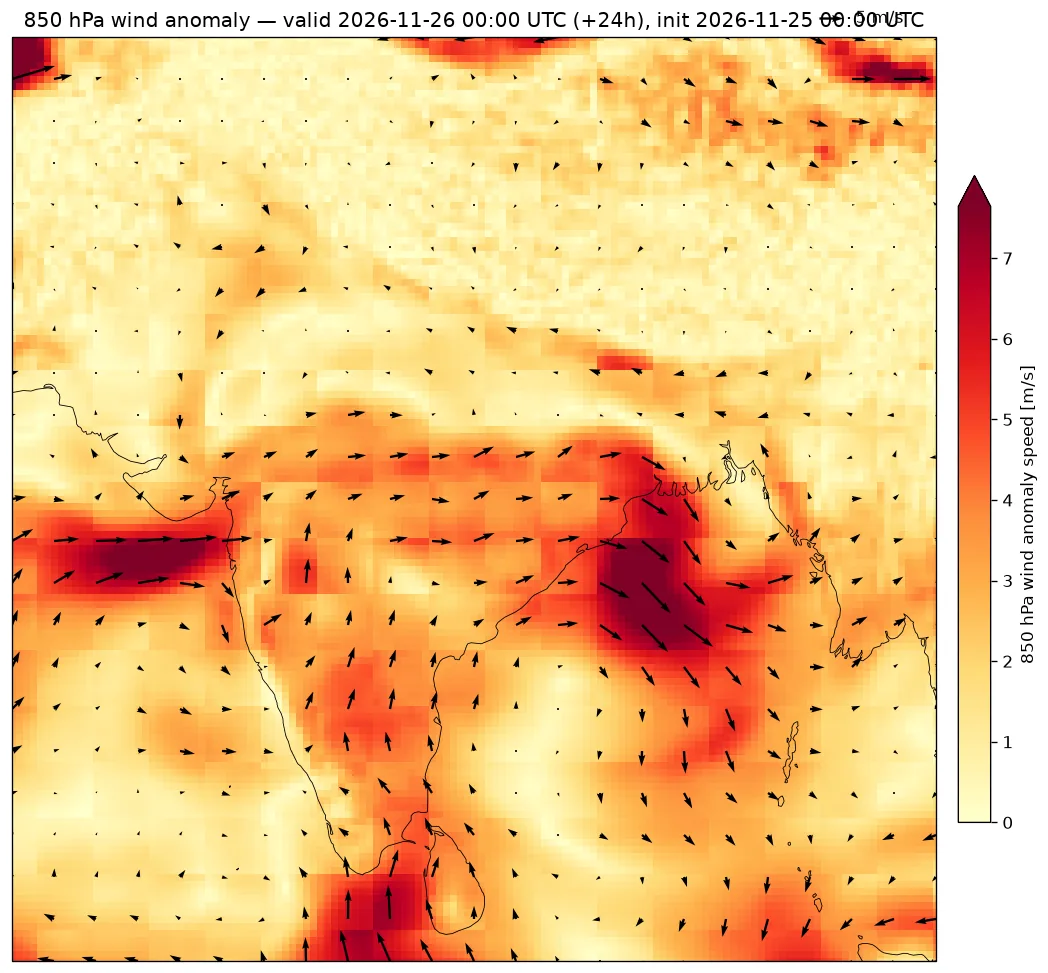 850 hPa wind anomaly — valid 2026-11-26 00:00 UTC (+24h), init 2026-11-25 00:00 UTC
5 m/s
7
6
5
4
3
2
1
0
850 hPa wind anomaly speed [m/s]